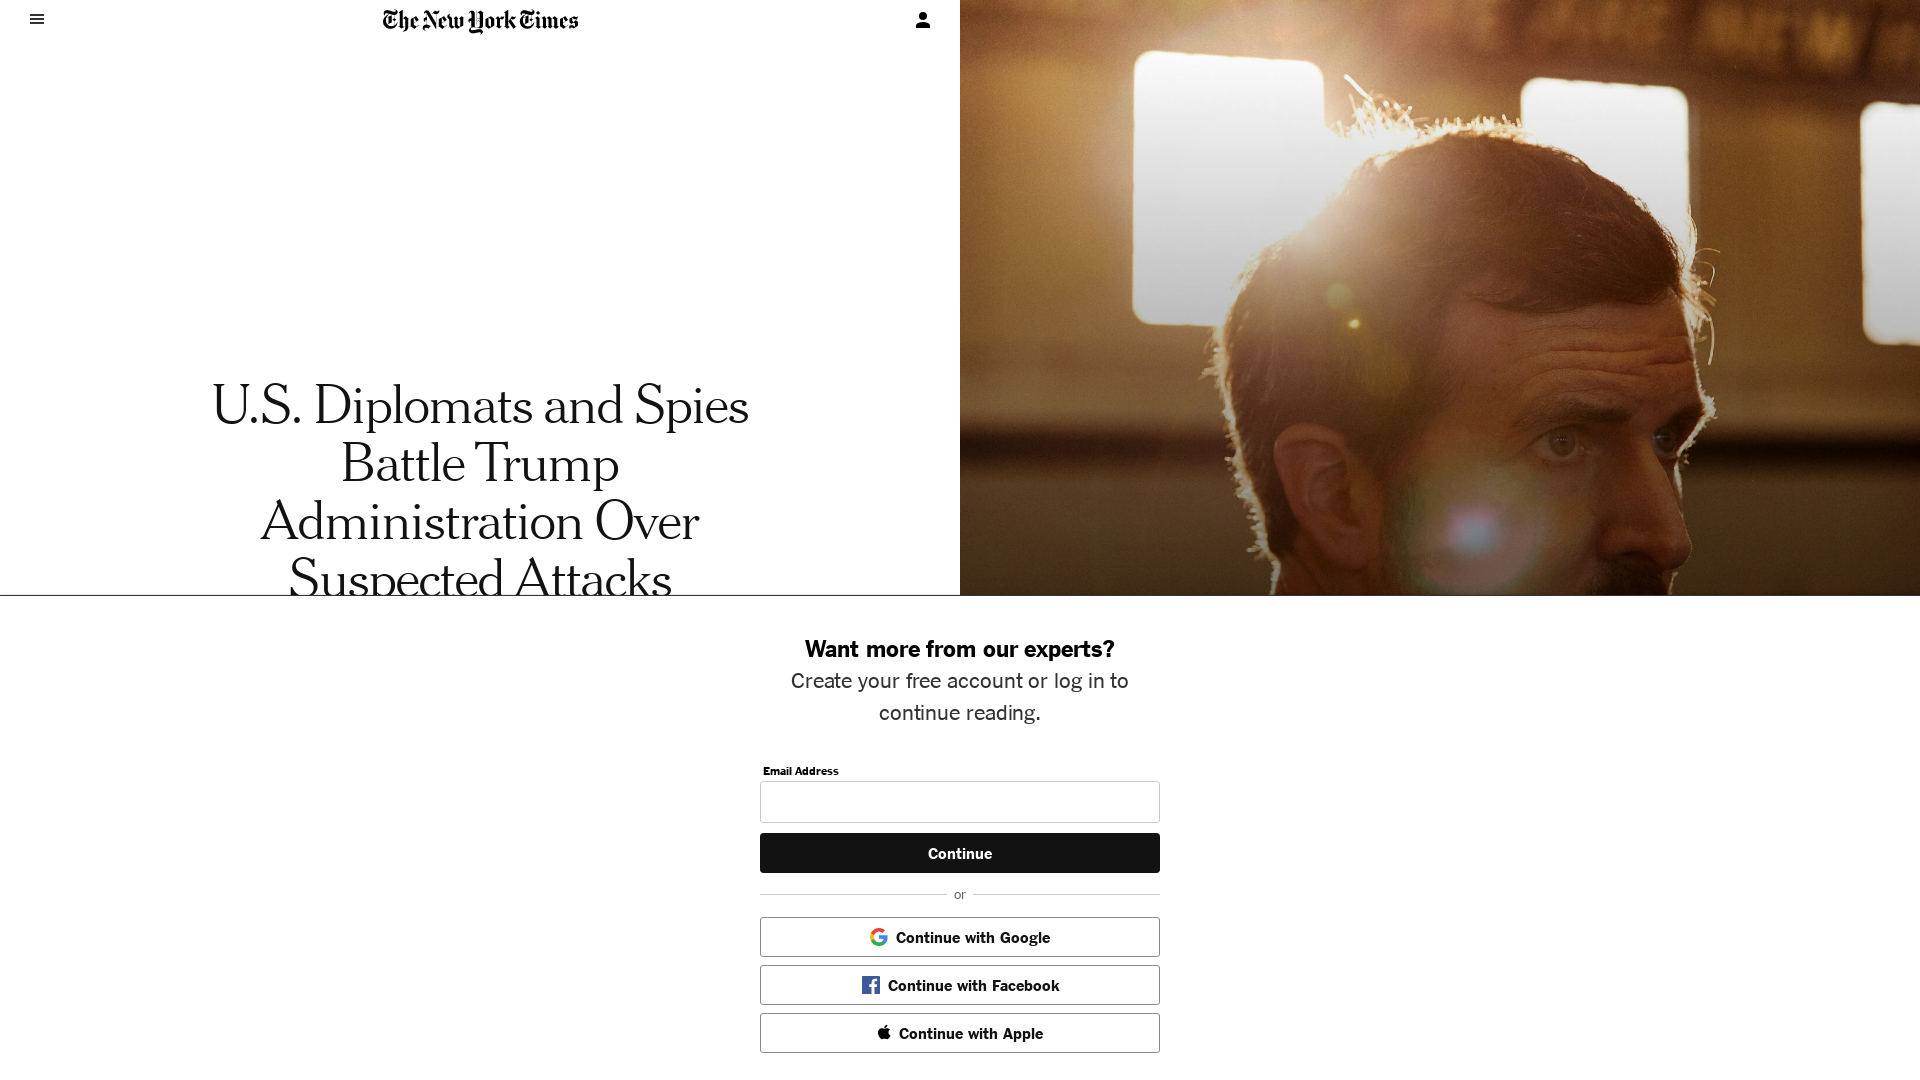 The New York Times
U.S. Diplomats and Spies
Battle Trump
Administration Over
Suspected Attacks
Want more from our experts?
Create your free account or log in to
continue reading.
Email Address
Continue
or
Continue with Google
Continue with Facebook
Continue with Apple